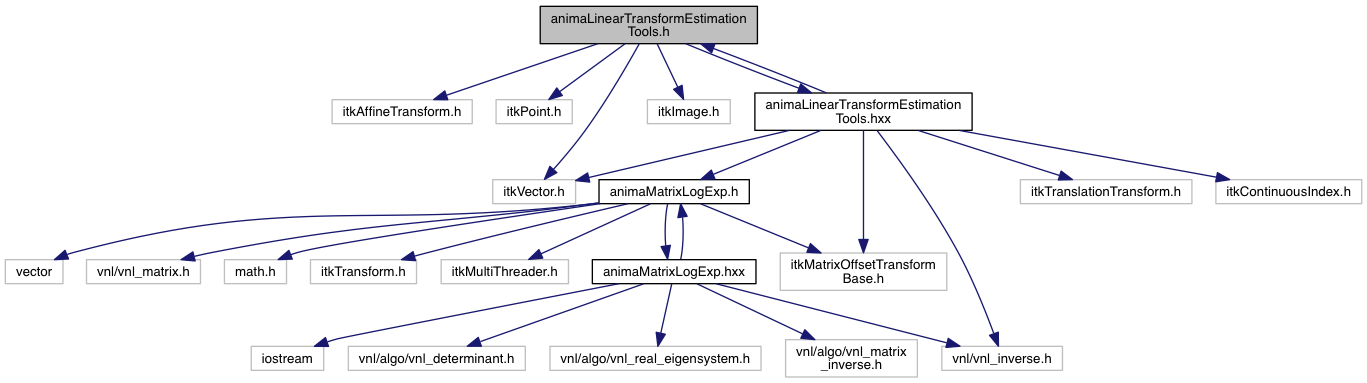 animaLinearTransformEstimation
Tools.h
itkAffineTransform.h
itkPoint.h
itkImage.h
animaLinearTransformEstimation
Tools.hxx
itkVector.h
animaMatrixLogExp.h
itkTranslationTransform.h
itkContinuousIndex.h
vector
vnl/vnl_matrix.h
math.h
itkTransform.h
itkMultiThreader.h
animaMatrixLogExp.hxx
itkMatrixOffsetTransform
Base.h
iostream
vnl/algo/vnl_determinant.h
vnl/algo/vnl_real_eigensystem.h
vnl/algo/vnl_matrix
_inverse.h
vnl/vnl_inverse.h